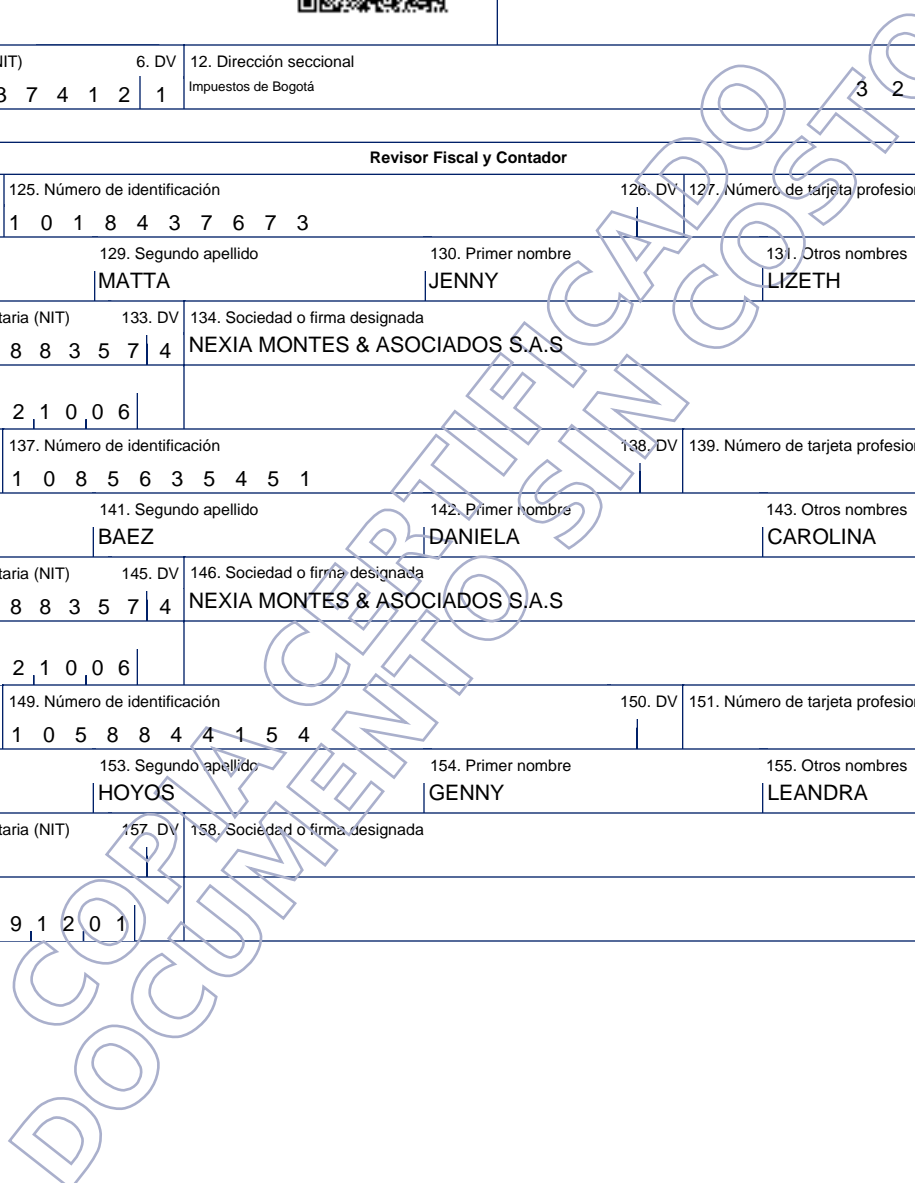 NIT) 6. DV 12. Dirección seccional
3 7 4 1 2 1 Impuestos de Bogotá 3 2
Revisor Fiscal y Contador
125. Número de identificación 126. DV 127. Número de tarjeta profesion
1 0 1 8 4 3 7 6 7 3
129. Segundo apellido 130. Primer nombre 131. Otros nombres
MATTA JENNY LIZETH
taria (NIT) 133. DV 134. Sociedad o firma designada
8 8 3 5 7 4 NEXIA MONTES & ASOCIADOS S.A.S
2 1 0 0 6
137. Número de identificación 138. DV 139. Número de tarjeta profesion
1 0 8 5 6 3 5 4 5 1
141. Segundo apellido 142. Primer nombre 143. Otros nombres
BAEZ DANIELA CAROLINA
taria (NIT) 145. DV 146. Sociedad o firma designada
8 8 3 5 7 4 NEXIA MONTES & ASOCIADOS S.A.S
2 1 0 0 6
149. Número de identificación 150. DV 151. Número de tarjeta profesion
1 0 5 8 8 4 4 1 5 4
153. Segundo apellido 154. Primer nombre 155. Otros nombres
HOYOS GENNY LEANDRA
taria (NIT) 157. DV 158. Sociedad o firma designada
9 1 2 0 1
COPIA CERTIFICADO
DOCUMENTO SIN COSTO